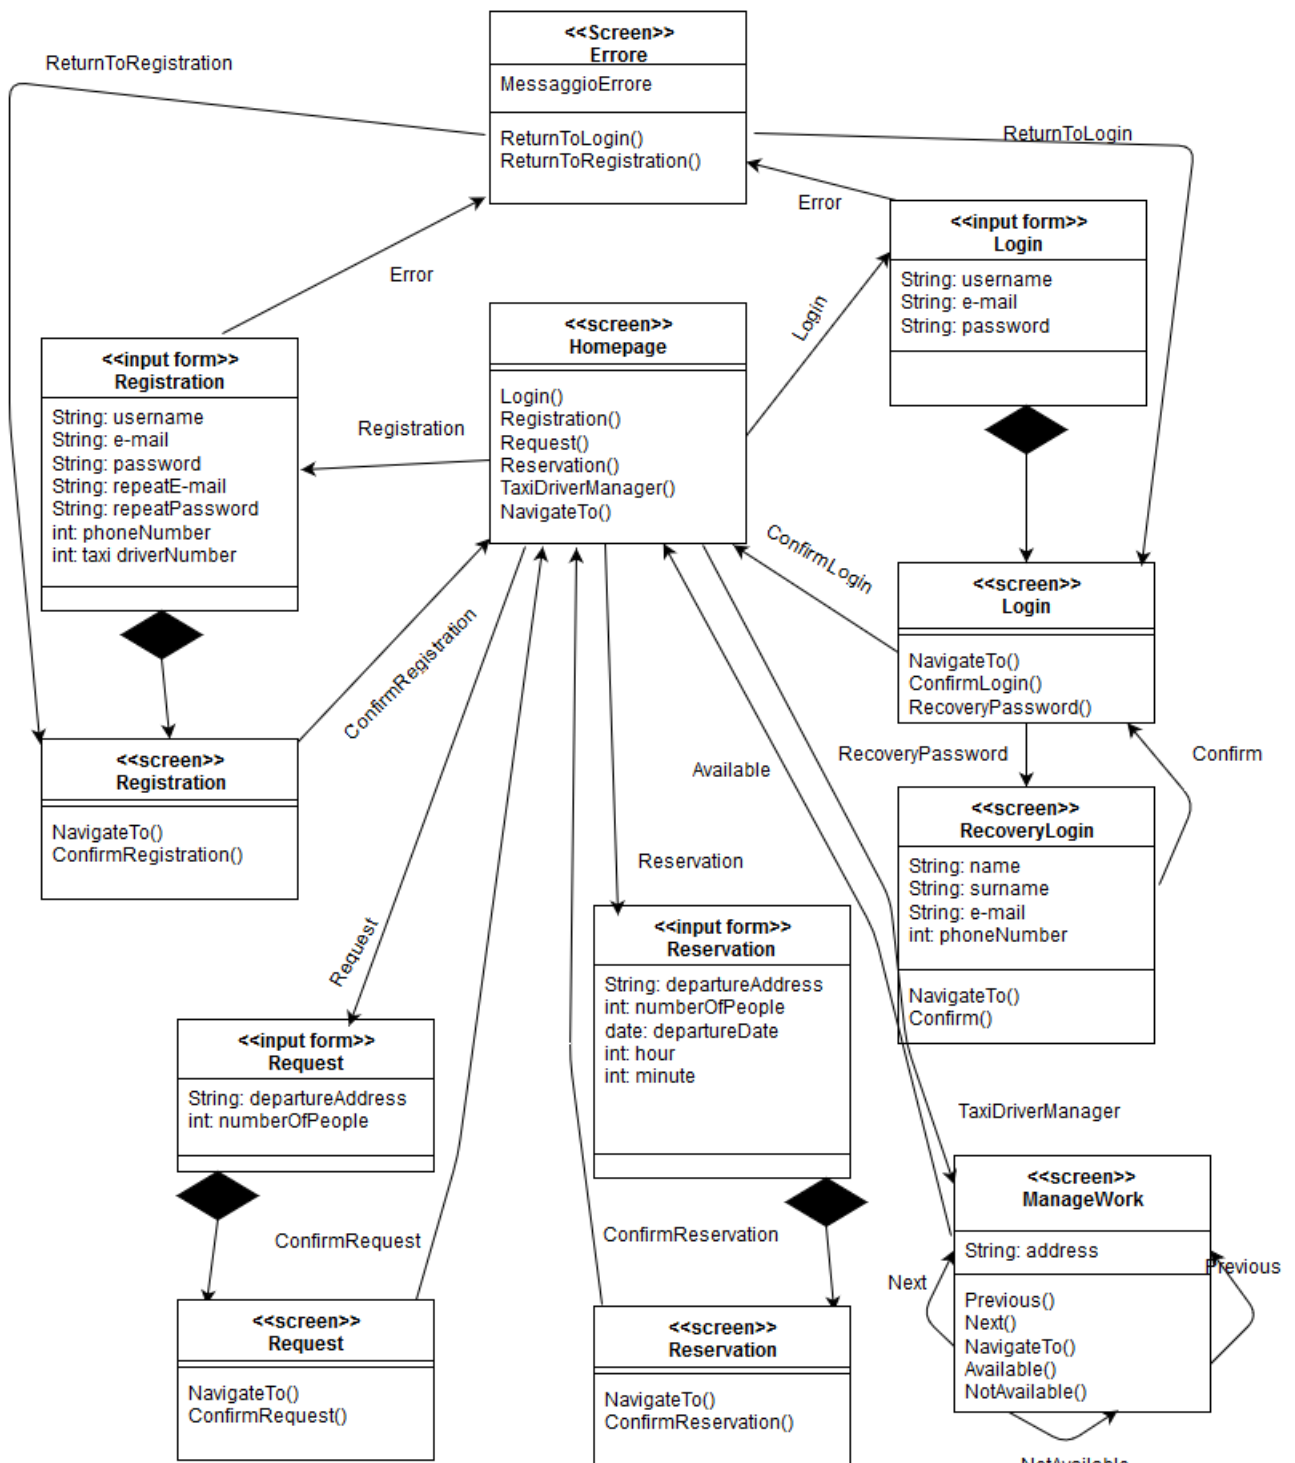 <<Screen>>
Errore
MessaggioErrore
ReturnToLogin()
ReturnToRegistration()
ReturnToRegistration
ReturnToLogin
Error
Error
<<input form>>
Login
String: username
String: e-mail
String: password
<<screen>>
Homepage
Login()
Registration()
Request()
Reservation()
TaxiDriverManager()
NavigateTo()
Login
Registration
<<input form>>
Registration
String: username
String: e-mail
String: password
String: repeatE-mail
String: repeatPassword
int: phoneNumber
int: taxi driverNumber
ConfirmLogin
<<screen>>
Login
NavigateTo()
ConfirmLogin()
RecoveryPassword()
ConfirmRegistration
<<screen>>
Registration
NavigateTo()
ConfirmRegistration()
Available
RecoveryPassword
Confirm
<<screen>>
RecoveryLogin
String: name
String: surname
String: e-mail
int: phoneNumber
NavigateTo()
Confirm()
Reservation
Request
<<input form>>
Reservation
String: departureAddress
int: numberOfPeople
date: departureDate
int: hour
int: minute
<<input form>>
Request
String: departureAddress
int: numberOfPeople
TaxiDriverManager
ConfirmRequest
ConfirmReservation
<<screen>>
ManageWork
String: address
Previous()
Next()
NavigateTo()
Available()
NotAvailable()
Next
Previous
<<screen>>
Request
NavigateTo()
ConfirmRequest()
<<screen>>
Reservation
NavigateTo()
ConfirmReservation()
NotAvailable